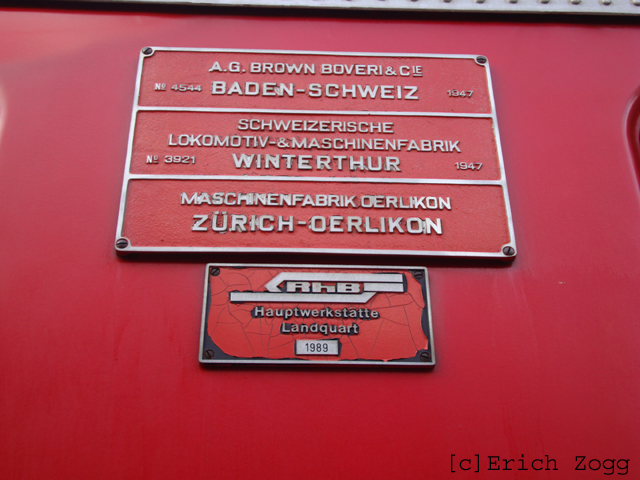 A.G. BROWN BOVERI & CIE
No 4544 BADEN-SCHWEIZ 1947
SCHWEIZERISCHE
LOKOMOTIV- & MASCHINENFABRIK
No 3921 WINTERTHUR 1947
MASCHINENFABRIK OERLIKON
ZÜRICH-OERLIKON
RhB
Hauptwerkstätte
Landquart
1989
[c]Erich Zogg